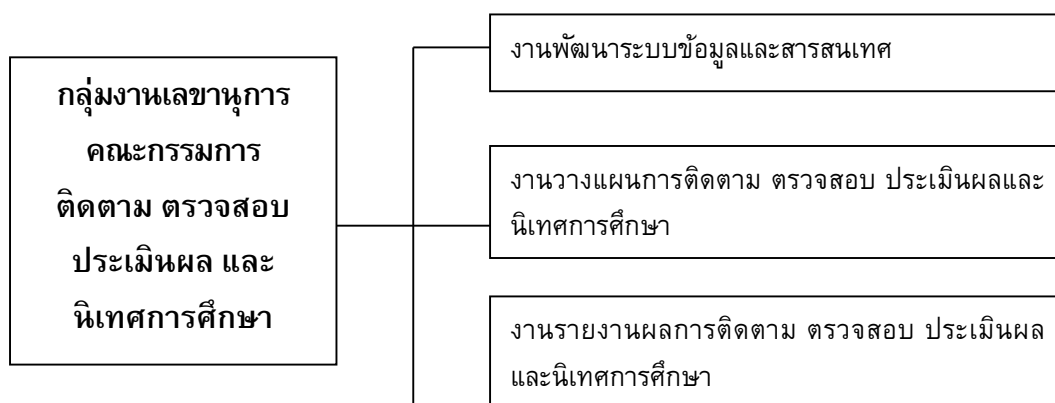 กลุ่มงานเลขานุการ
คณะกรรมการ
ติดตาม ตรวจสอบ
ประเมินผล และ
นิเทศการศึกษา
งานพัฒนาระบบข้อมูลและสารสนเทศ
งานวางแผนการติดตาม ตรวจสอบ ประเมินผลและ
นิเทศการศึกษา
งานรายงานผลการติดตาม ตรวจสอบ ประเมินผล
และนิเทศการศึกษา